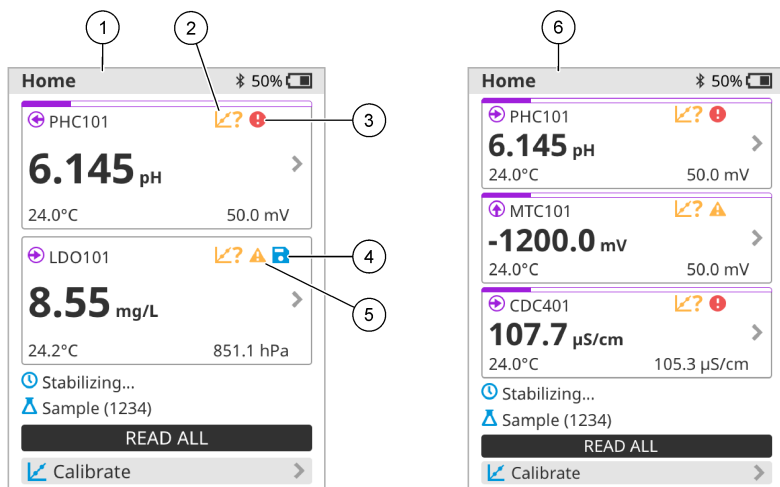 1
2
3
4
5
6
Home 50%
PHC101 ?
6.145 pH
24.0°C 50.0 mV
LDO101 ?
8.55 mg/L
24.2°C 851.1 hPa
Stabilizing...
Sample (1234)
READ ALL
Calibrate
Home 50%
PHC101 ?
6.145 pH
24.0°C 50.0 mV
MTC101 ?
-1200.0 mV
24.0°C 50.0 mV
CDC401 ?
107.7 µS/cm
24.0°C 105.3 µS/cm
Stabilizing...
Sample (1234)
READ ALL
Calibrate